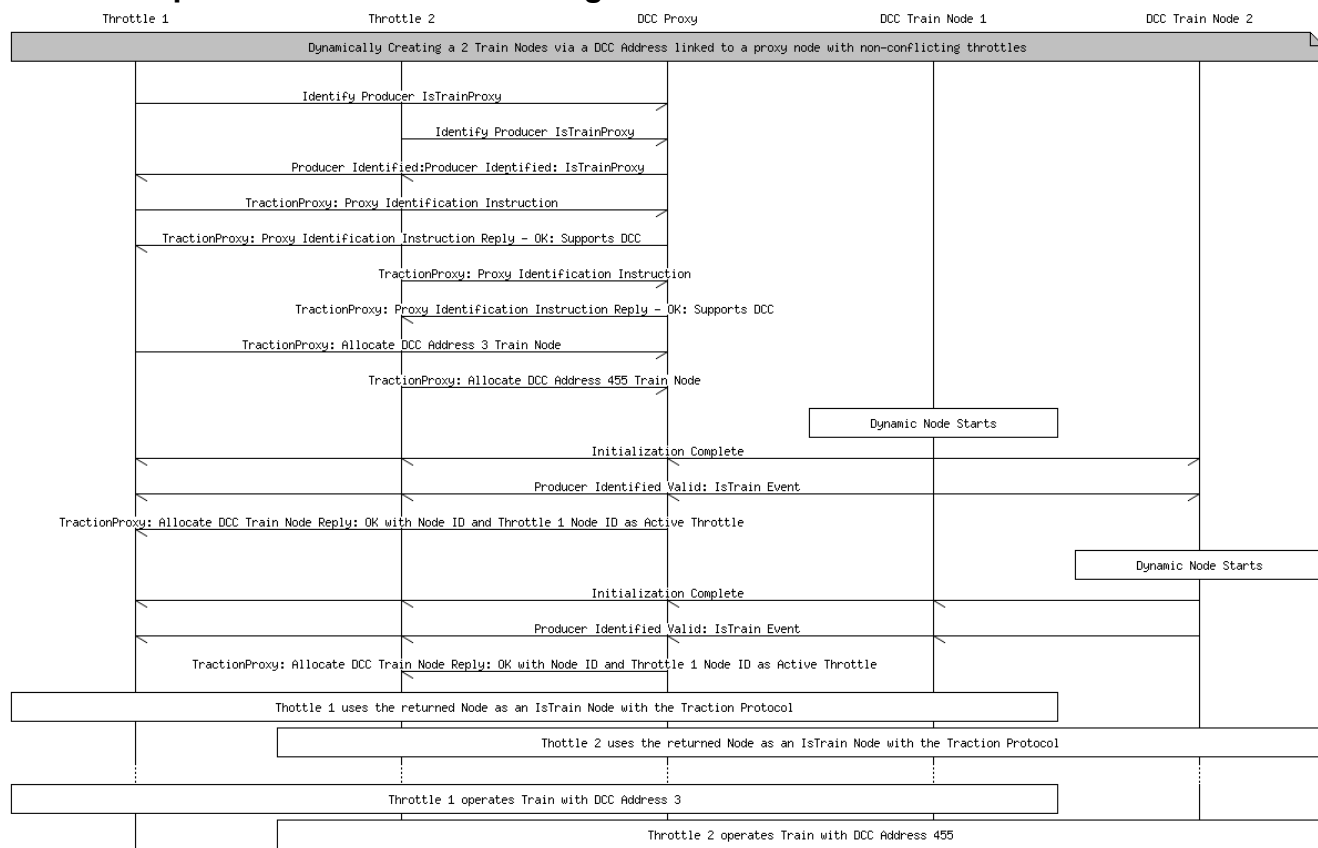 Throttle 1 Throttle 2 DCC Proxy DCC Train Node 1 DCC Train Node 2
Dynamically Creating a 2 Train Nodes via a DCC Address linked to a proxy node with non-conflicting throttles
Identify Producer IsTrainProxy
Identify Producer IsTrainProxy
Producer Identified:Producer Identified: IsTrainProxy
TractionProxy: Proxy Identification Instruction
TractionProxy: Proxy Identification Instruction Reply - OK: Supports DCC
TractionProxy: Proxy Identification Instruction
TractionProxy: Proxy Identification Instruction Reply - OK: Supports DCC
TractionProxy: Allocate DCC Address 3 Train Node
TractionProxy: Allocate DCC Address 455 Train Node
Dynamic Node Starts
Initialization Complete
Producer Identified Valid: IsTrain Event
TractionProxy: Allocate DCC Train Node Reply: OK with Node ID and Throttle 1 Node ID as Active Throttle
Dynamic Node Starts
Initialization Complete
Producer Identified Valid: IsTrain Event
TractionProxy: Allocate DCC Train Node Reply: OK with Node ID and Throttle 1 Node ID as Active Throttle
Thottle 1 uses the returned Node as an IsTrain Node with the Traction Protocol
Thottle 2 uses the returned Node as an IsTrain Node with the Traction Protocol
Throttle 1 operates Train with DCC Address 3
Throttle 2 operates Train with DCC Address 455